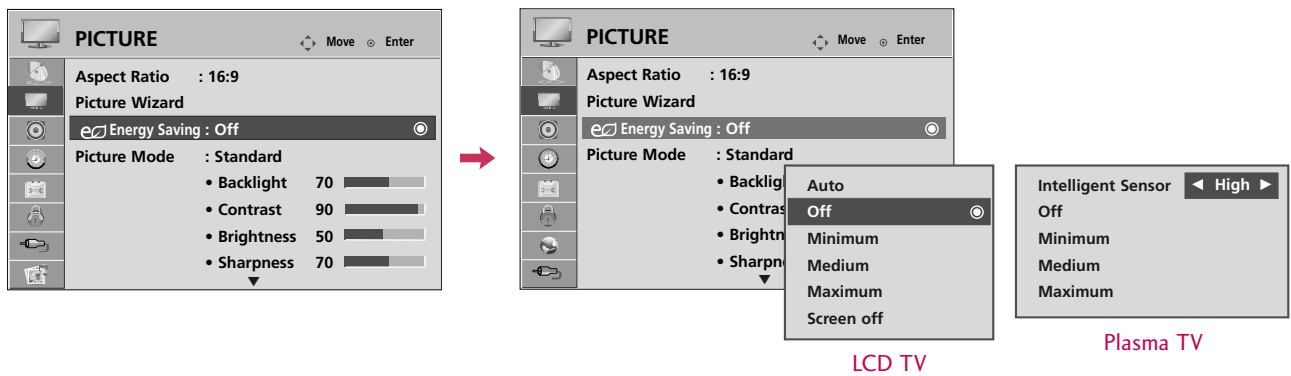 PICTURE Move Enter
Aspect Ratio : 16:9
Picture Wizard
Energy Saving : Off
Picture Mode : Standard
• Backlight 70
• Contrast 90
• Brightness 50
• Sharpness 70
PICTURE Move Enter
Aspect Ratio : 16:9
Picture Wizard
Energy Saving : Off
Picture Mode : Standard
• Backlig
• Contras
• Brightn
• Sharpn
Auto
Off
Minimum
Medium
Maximum
Screen off
LCD TV
Intelligent Sensor ◄ High ►
Off
Minimum
Medium
Maximum
Plasma TV